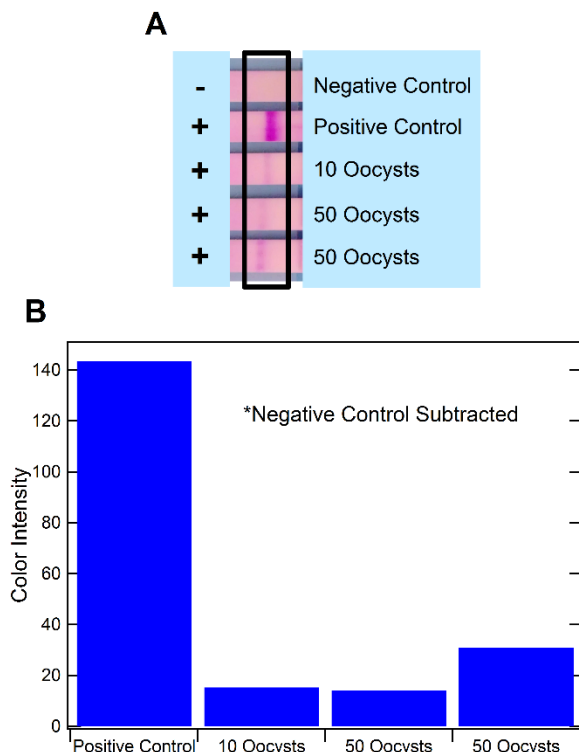 A
- Negative Control
+ Positive Control
+ 10 Oocysts
+ 50 Oocysts
+ 50 Oocysts
B
*Negative Control Subtracted
Color Intensity
140
120
100
80
60
40
20
0
Positive Control 10 Oocysts 50 Oocysts 50 Oocysts